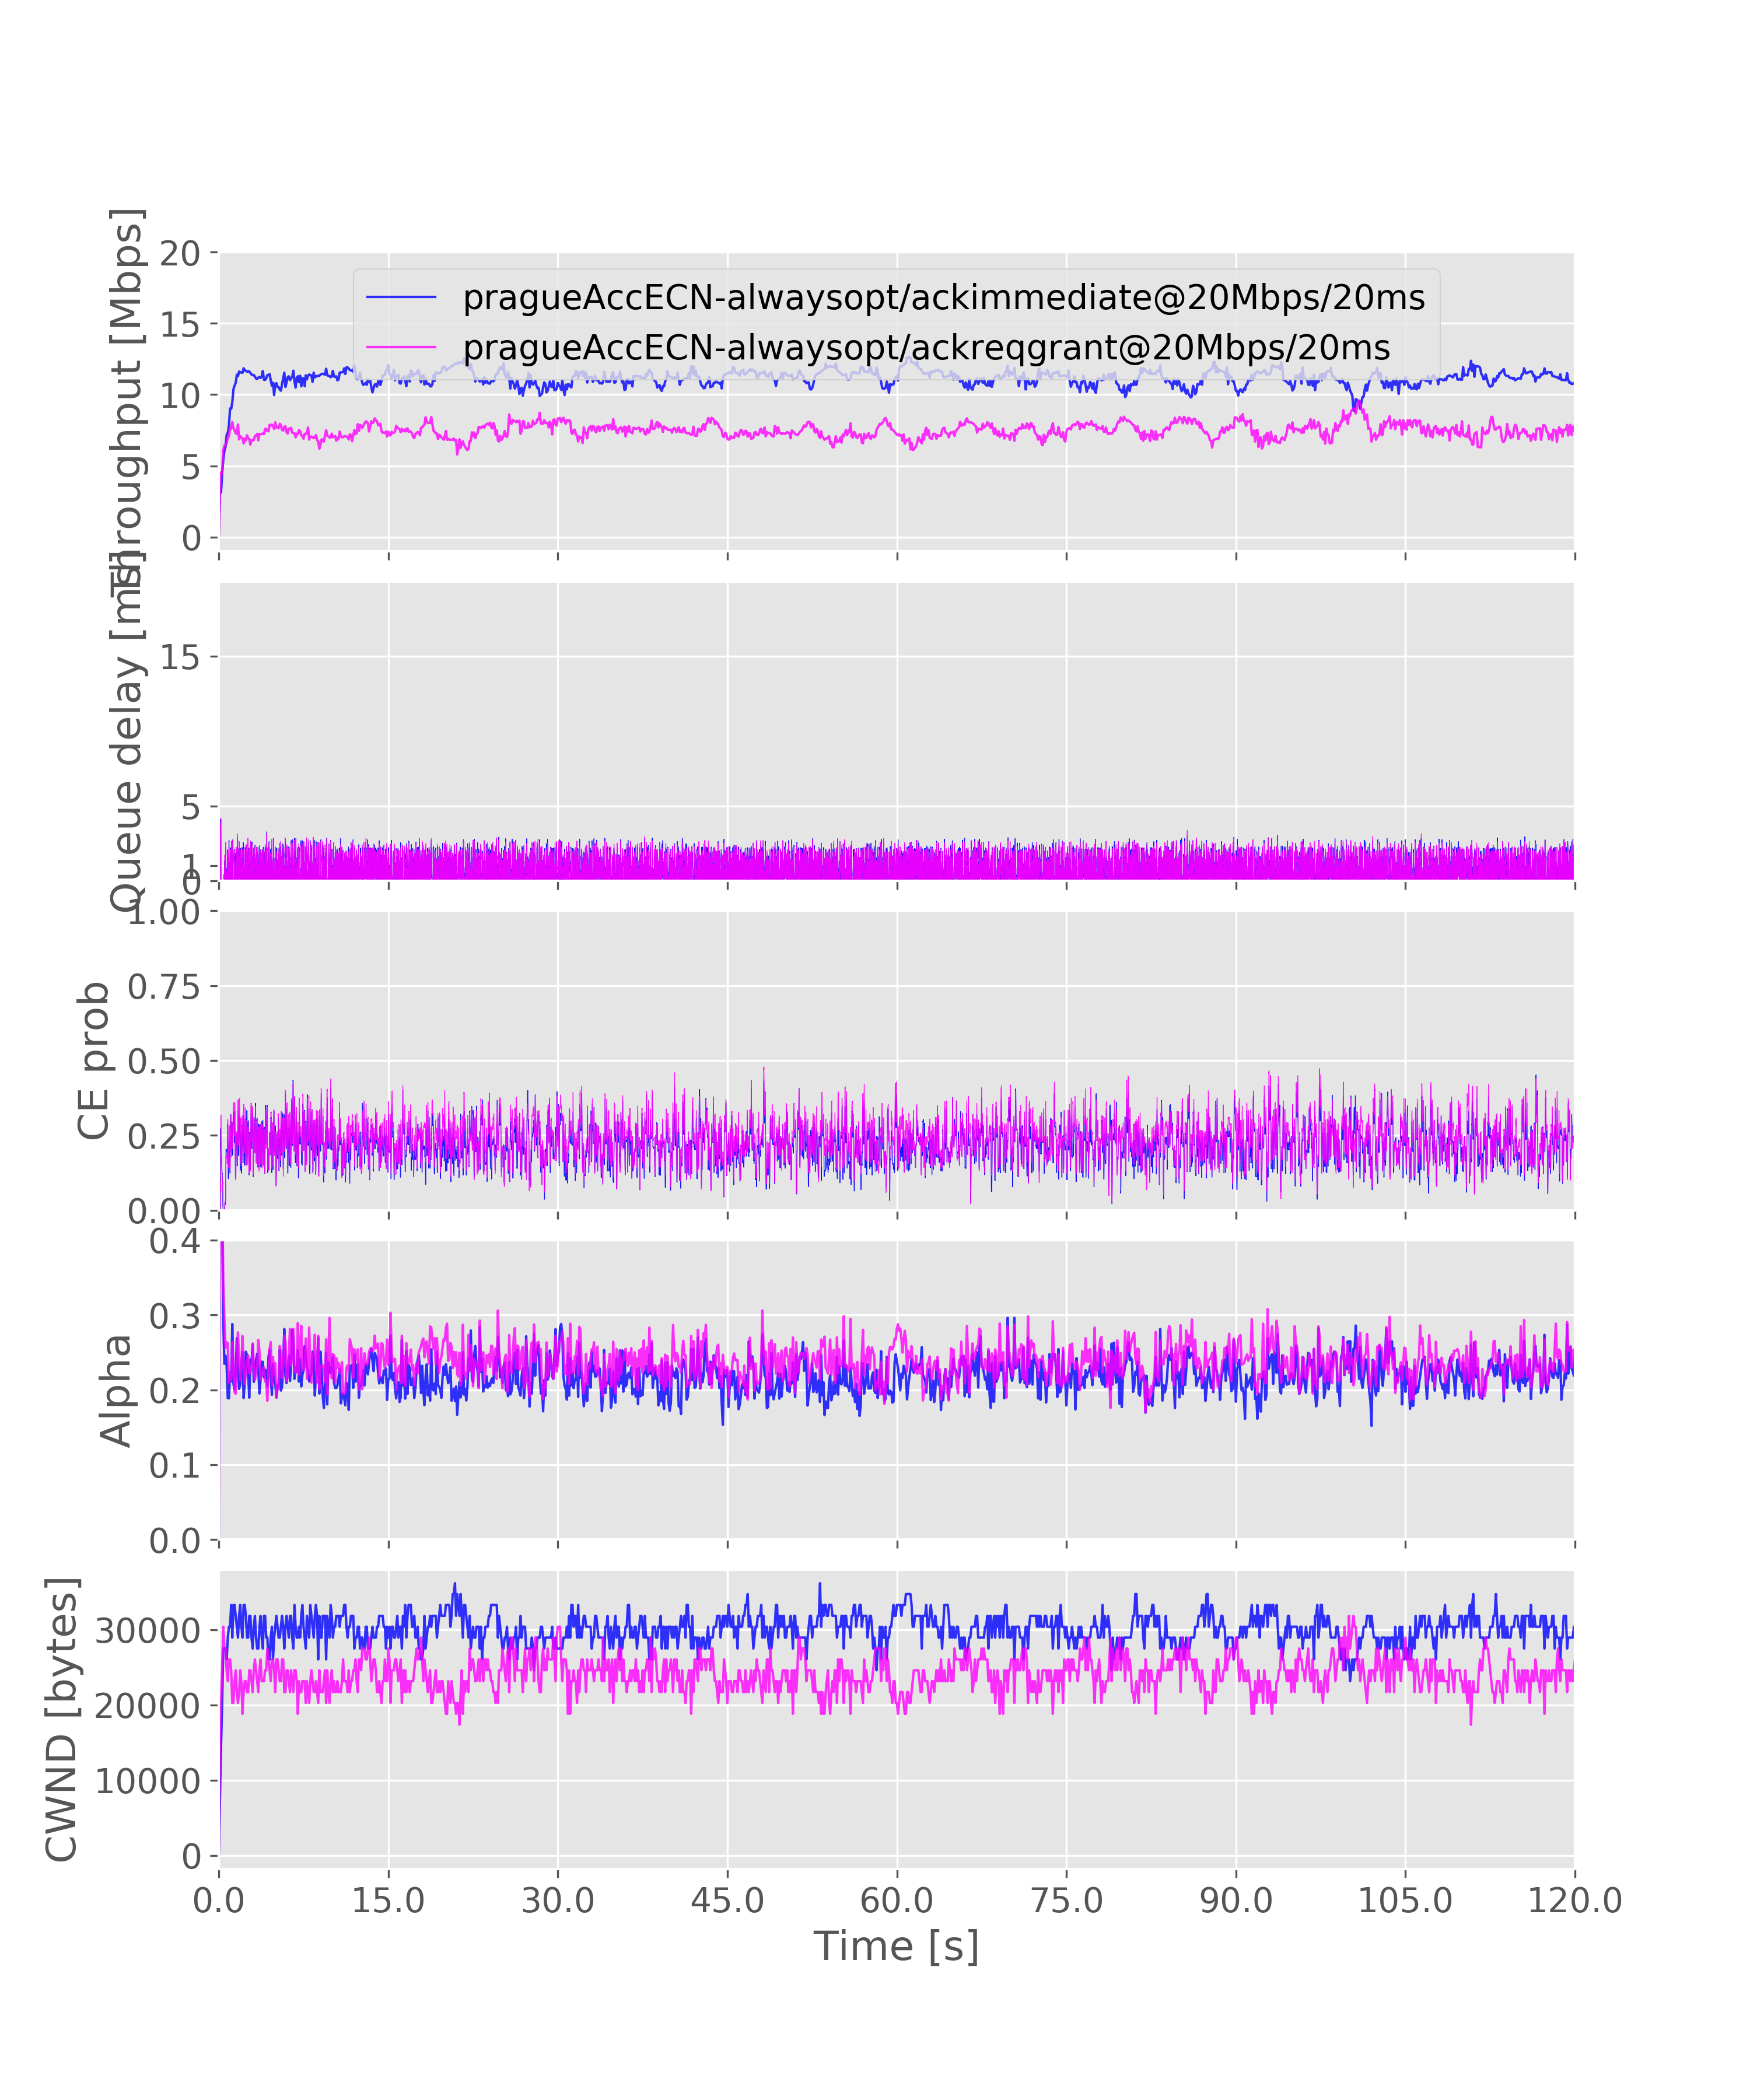 Throughput [Mbps]
20
15
10
5
0
pragueAccECN-alwaysopt/ackimmediate@20Mbps/20ms
pragueAccECN-alwaysopt/ackreqgrant@20Mbps/20ms
Queue delay [ms]
15
5
1
0
CE prob
1.00
0.75
0.50
0.25
0.00
Alpha
0.4
0.3
0.2
0.1
0.0
CWND [bytes]
30000
20000
10000
0
0.0 15.0 30.0 45.0 60.0 75.0 90.0 105.0 120.0
Time [s]